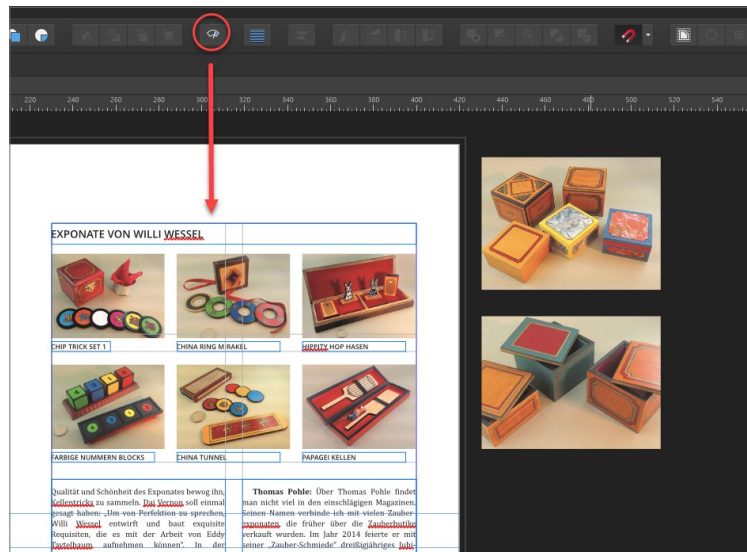 220 240 260 280 300 320 340 360 380 400 420 440 460 480 500 520 540
EXPONATE VON WILLI WESSEL
CHIP TRICK SET 1
CHINA RING MIRAKEL
HIPPITY HOP HASEN
FARBIGE NUMMERN BLOCKS
CHINA TUNNEL
PAPAGEI KELLEN
Qualität und Schönheit des Exponates bewog ihn,
Kellentricks zu sammeln. Dai Vernon soll einmal
gesagt haben: „Um von Perfektion zu sprechen,
Willi Wessel entwirft und baut exquisite
Requisiten, die es mit der Arbeit von Eddy
Taytelbaum aufnehmen können“. In der
Thomas Pohle: Über Thomas Pohle findet
man nicht viel in den einschlägigen Magazinen.
Seinen Namen verbinde ich mit vielen Zauber-
exponaten, die früher über die Zauberbutike
verkauft wurden. Im Jahr 2014 feierte er mit
seiner „Zauber-Schmiede“ dreißigjähriges Jubi-